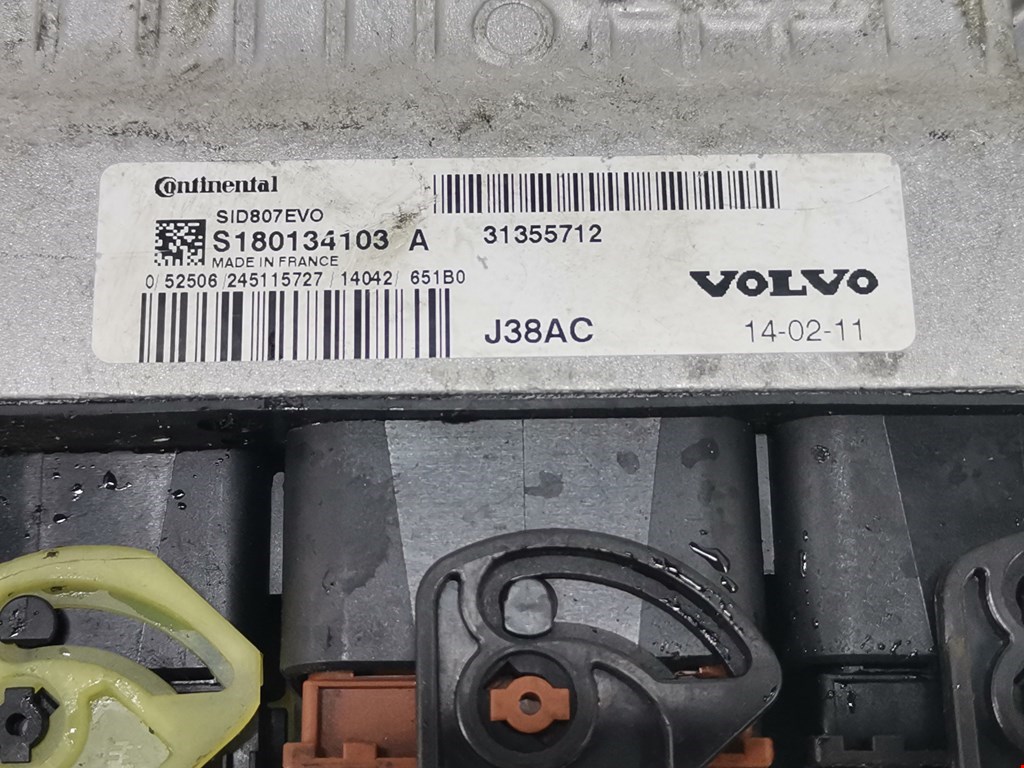 Continental
SID807EVO
S180134103 A
MADE IN FRANCE
0/52506/245115727/14042/651B0
31355712
VOLVO
J38AC
14-02-11